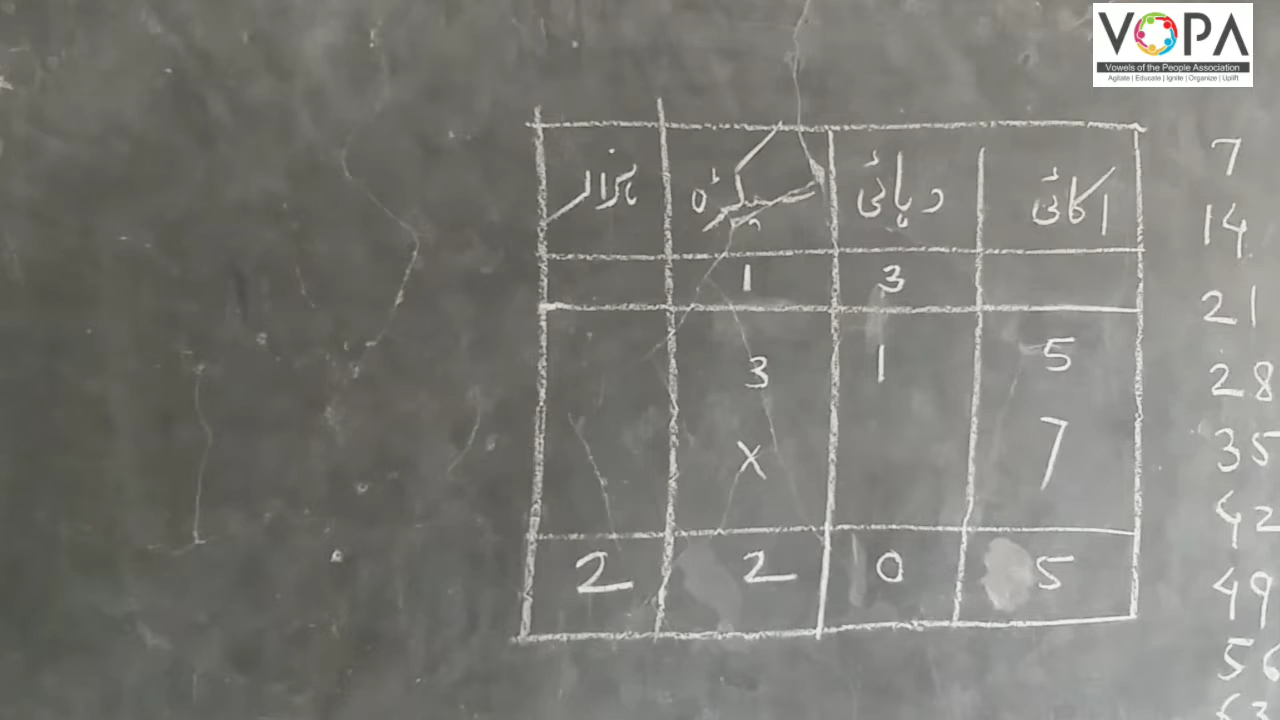 VOPA
Vowels of the People Association
Agitate | Educate | Ignite | Organize | Uplift
اکائی دہائی سیکڑہ ہزار
1 3
3 1 5
× 7
2 2 0 5
7
14
21
28
35
42
49
56
63